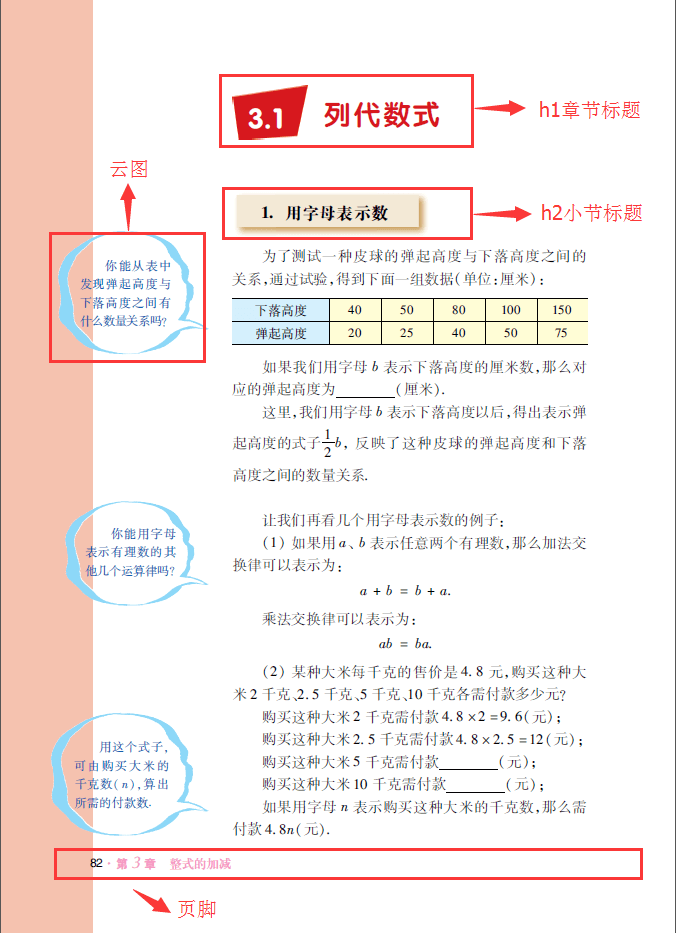 3.1 列代数式
h1章节标题
云图
1. 用字母表示数
h2小节标题
你能从表中
发现弹起高度与
下落高度之间有
什么数量关系吗?
为了测试一种皮球的弹起高度与下落高度之间的
关系,通过试验,得到下面一组数据(单位:厘米):
下落高度 40 50 80 100 150
弹起高度 20 25 40 50 75
如果我们用字母 b 表示下落高度的厘米数,那么对
应的弹起高度为________(厘米).
这里,我们用字母 b 表示下落高度以后,得出表示弹
起高度的式子 1/2 b, 反映了这种皮球的弹起高度和下落
高度之间的数量关系.
你能用字母
表示有理数的其
他几个运算律吗?
让我们再看几个用字母表示数的例子:
(1) 如果用 a、b 表示任意两个有理数,那么加法交
换律可以表示为:
a + b = b + a.
乘法交换律可以表示为:
ab = ba.
(2) 某种大米每千克的售价是 4.8 元,购买这种大
米 2 千克、2.5 千克、5 千克、10 千克各需付款多少元?
购买这种大米 2 千克需付款 4.8×2=9.6(元);
购买这种大米 2.5 千克需付款 4.8×2.5=12(元);
购买这种大米 5 千克需付款________(元);
购买这种大米 10 千克需付款________(元);
如果用字母 n 表示购买这种大米的千克数,那么需
付款 4.8n(元).
用这个式子,
可由购买大米的
千克数(n),算出
所需的付款数.
82·第 3 章 整式的加减
页脚